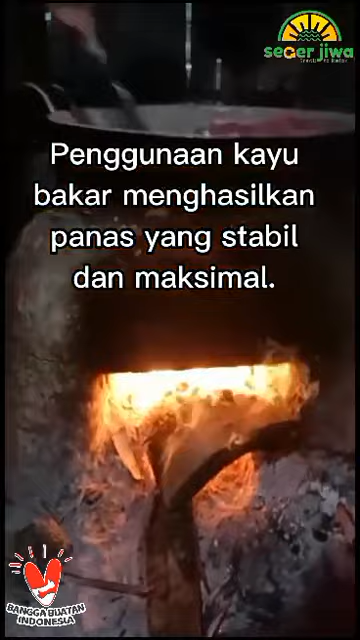 seger jiwa
Penggunaan kayu
bakar menghasilkan
panas yang stabil
dan maksimal.
BANGGA BUATAN
INDONESIA